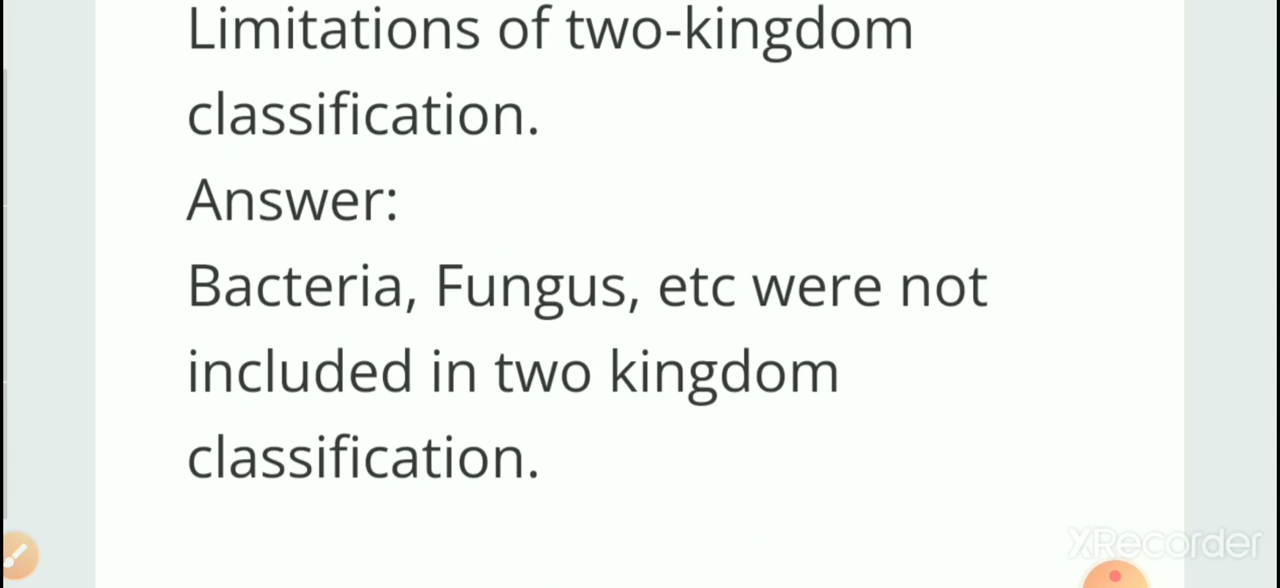 Limitations of two-kingdom
classification.
Answer:
Bacteria, Fungus, etc were not
included in two kingdom
classification.
XRecorder